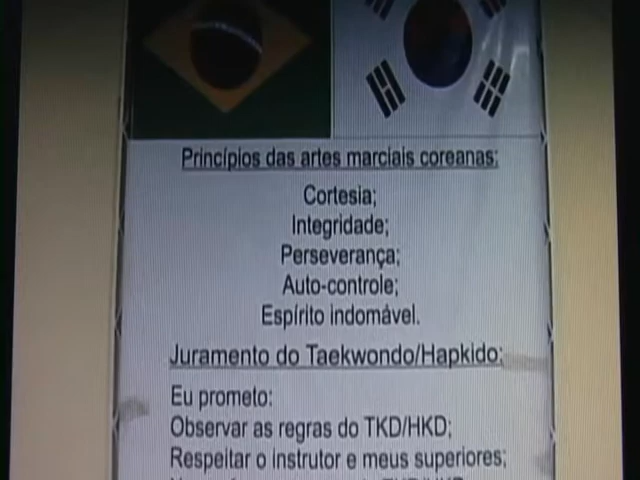 Princípios das artes marciais coreanas:
Cortesia;
Integridade;
Perseverança;
Auto-controle;
Espírito indomável.
Juramento do Taekwondo/Hapkido:
Eu prometo:
Observar as regras do TKD/HKD;
Respeitar o instrutor e meus superiores;